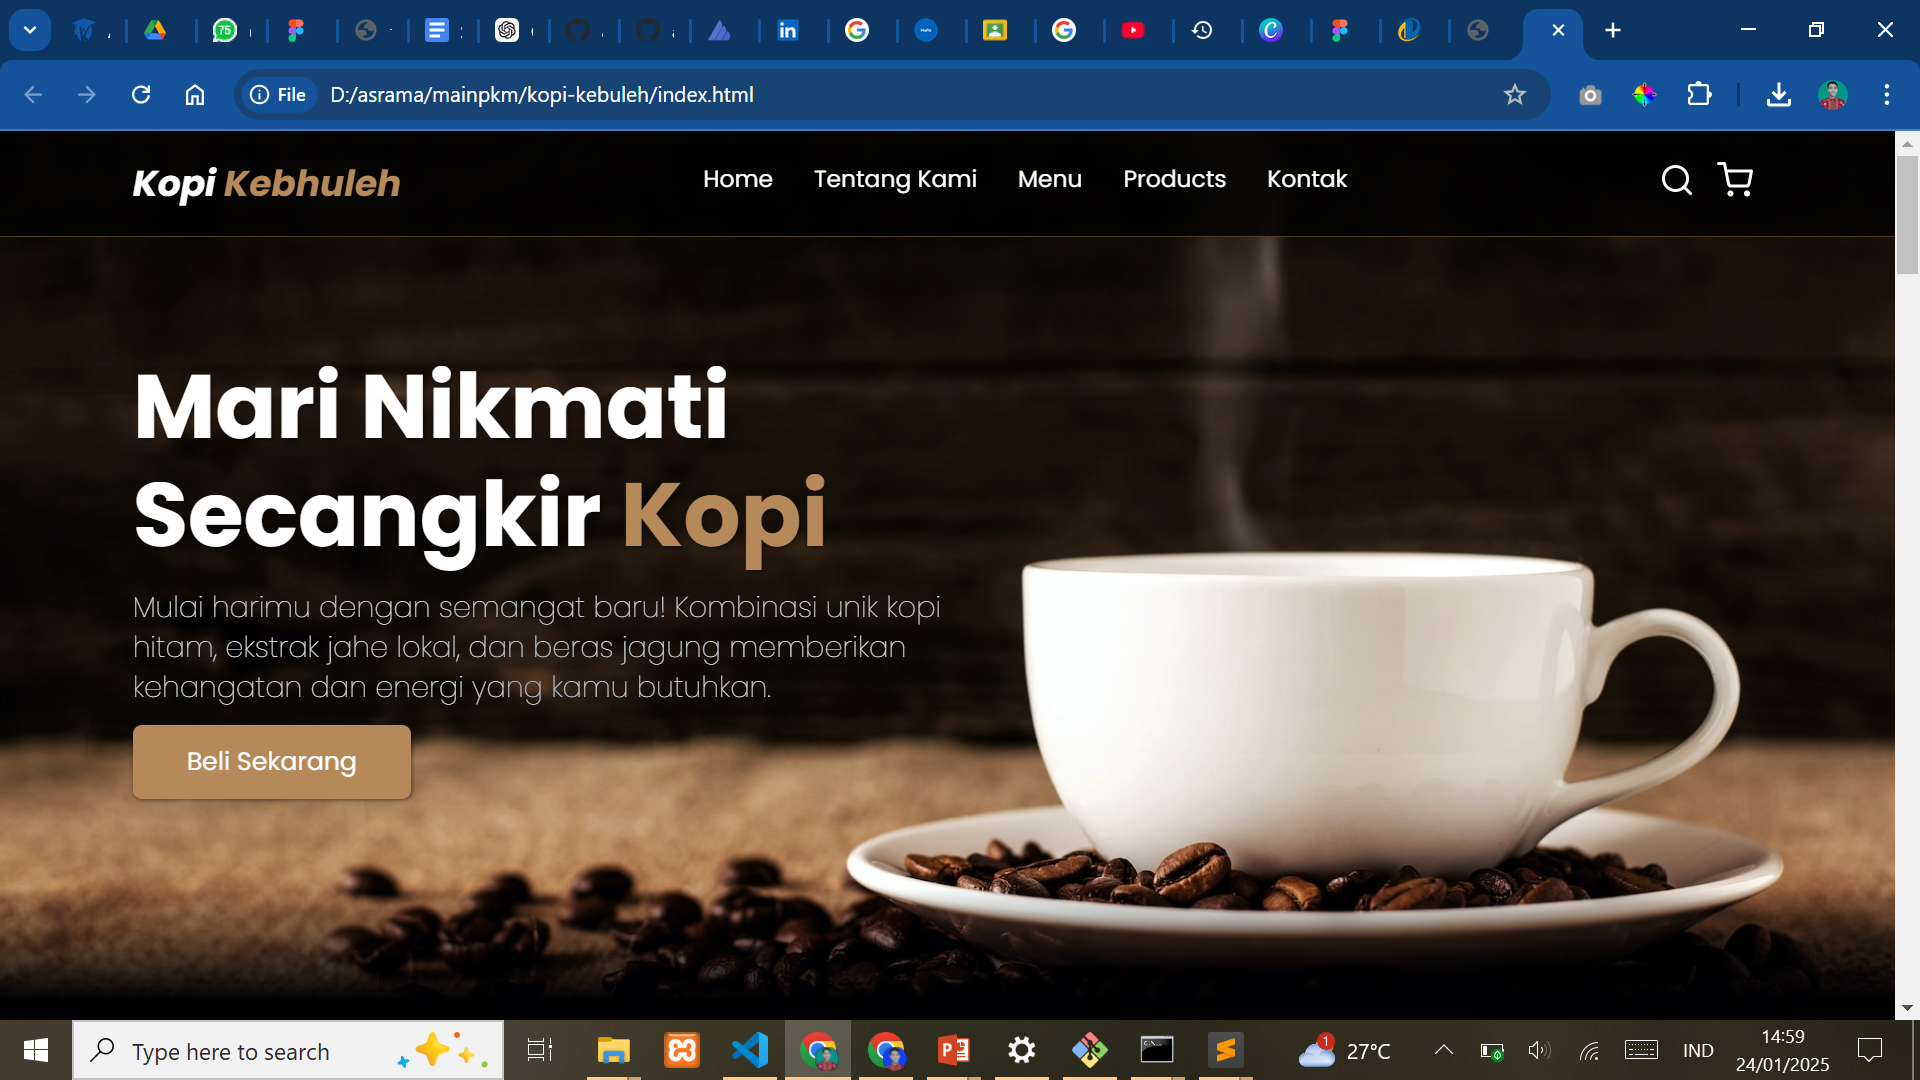 75
File
D:/asrama/mainpkm/kopi-kebuleh/index.html
Kopi Kebhuleh
Home
Tentang Kami
Menu
Products
Kontak
Mari Nikmati
Secangkir Kopi
Mulai harimu dengan semangat baru! Kombinasi unik kopi
hitam, ekstrak jahe lokal, dan beras jagung memberikan
kehangatan dan energi yang kamu butuhkan.
Beli Sekarang
Type here to search
1
27°C
IND
14:59
24/01/2025